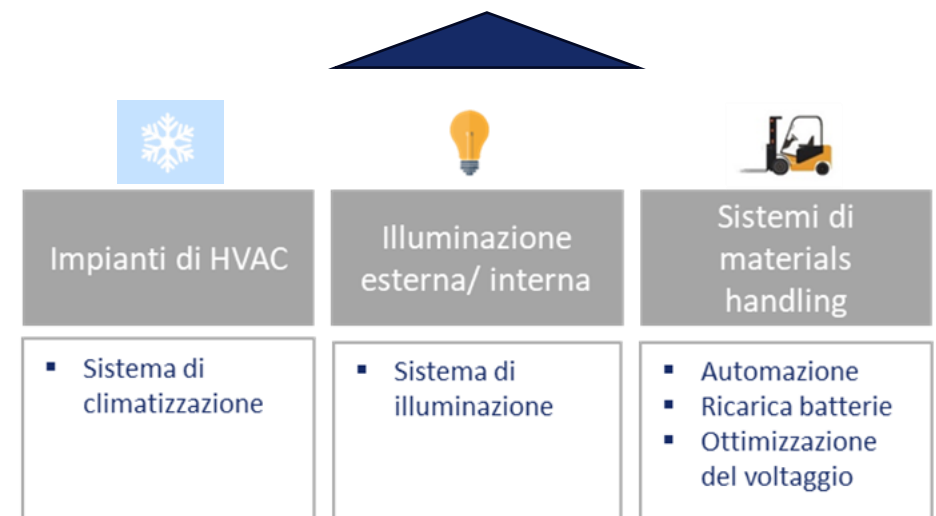 Impianti di HVAC
Illuminazione
esterna/ interna
Sistemi di
materials
handling
▪ Sistema di
climatizzazione
▪ Sistema di
illuminazione
▪ Automazione
▪ Ricarica batterie
▪ Ottimizzazione
del voltaggio